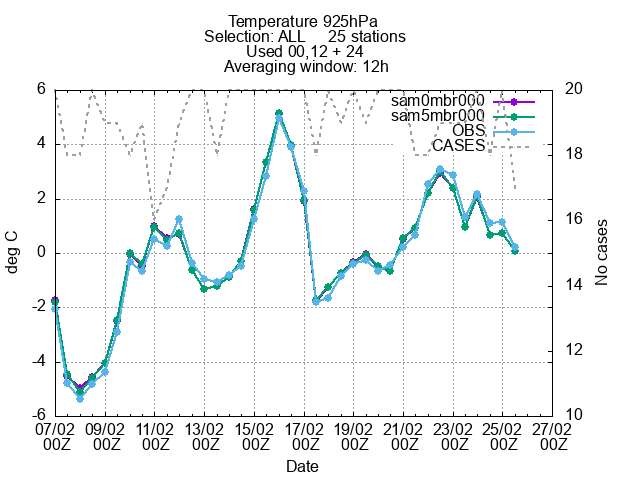 Temperature 925hPa
Selection: ALL 25 stations
Used 00,12 + 24
Averaging window: 12h
sam0mbr000
sam5mbr000
OBS
CASES
6
4
2
0
-2
-4
-6
20
18
16
14
12
10
deg C
No cases
07/02 09/02 11/02 13/02 15/02 17/02 19/02 21/02 23/02 25/02 27/02
00Z 00Z 00Z 00Z 00Z 00Z 00Z 00Z 00Z 00Z 00Z
Date